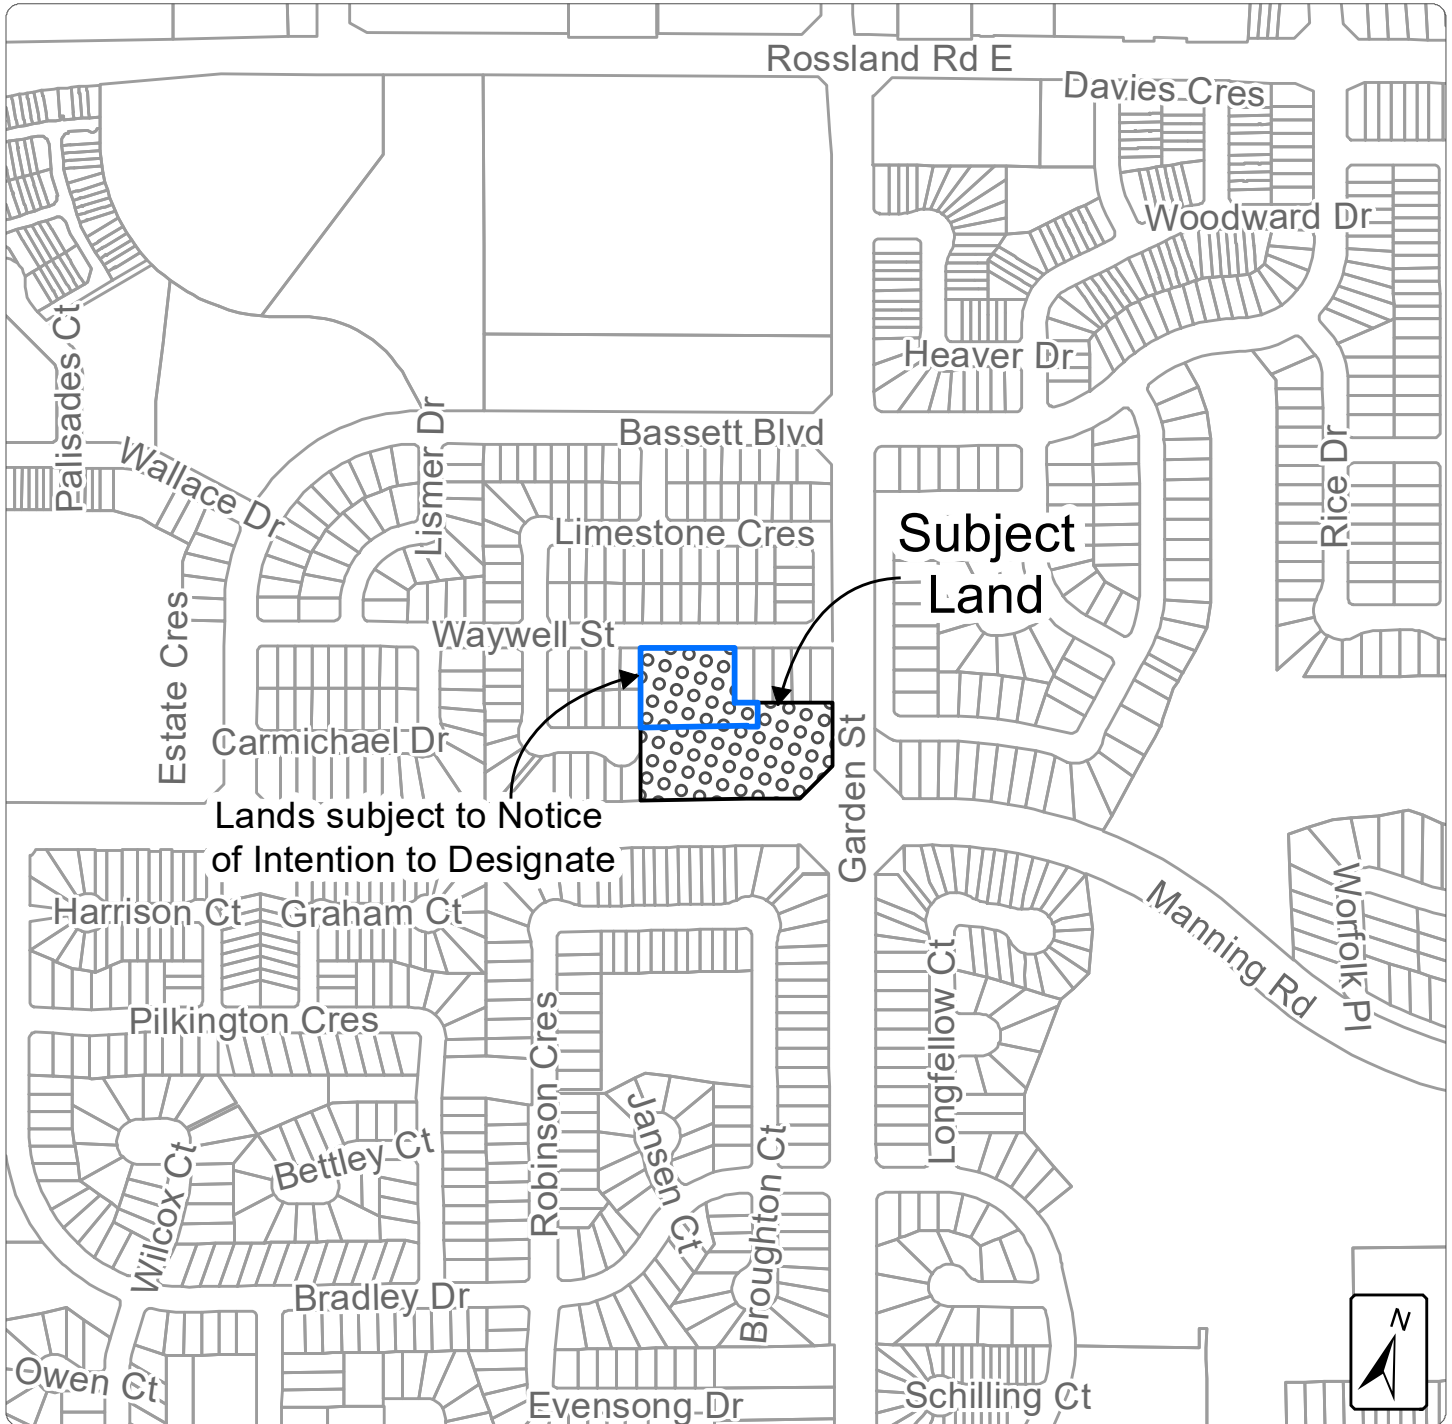 Rossland Rd E
Davies Cres
Woodward Dr
Palisades Ct
Heaver Dr
Lismer Dr
Bassett Blvd
Wallace Dr
Rice Dr
Limestone Cres
Subject
Land
Estate Cres
Waywell St
Carmichael Dr
Garden St
Lands subject to Notice
of Intention to Designate
Harrison Ct
Graham Ct
Manning Rd
Worfolk Pl
Longfellow Ct
Pilkington Cres
Robinson Cres
Jansen Ct
Bettley Ct
Wilcox Ct
Broughton Ct
Bradley Dr
N
Owen Ct
Evensong Dr
Schilling Ct